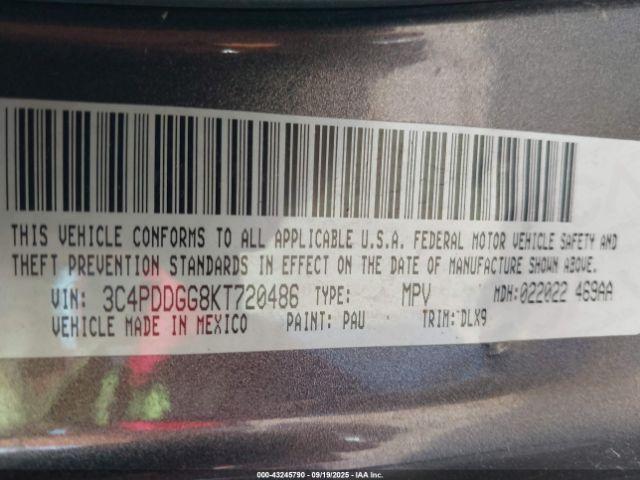 THIS VEHICLE CONFORMS TO ALL APPLICABLE U.S.A. FEDERAL MOTOR VEHICLE SAFETY AND
THEFT PREVENTION STANDARDS IN EFFECT ON THE DATE OF MANUFACTURE SHOWN ABOVE.
VIN: 3C4PDDGG8KT720486 TYPE: MPV MDH:022022 469AA
VEHICLE MADE IN MEXICO PAINT: PAU TRIM:DLX9
000-43245790 - 09/19/2025 - IAA Inc.